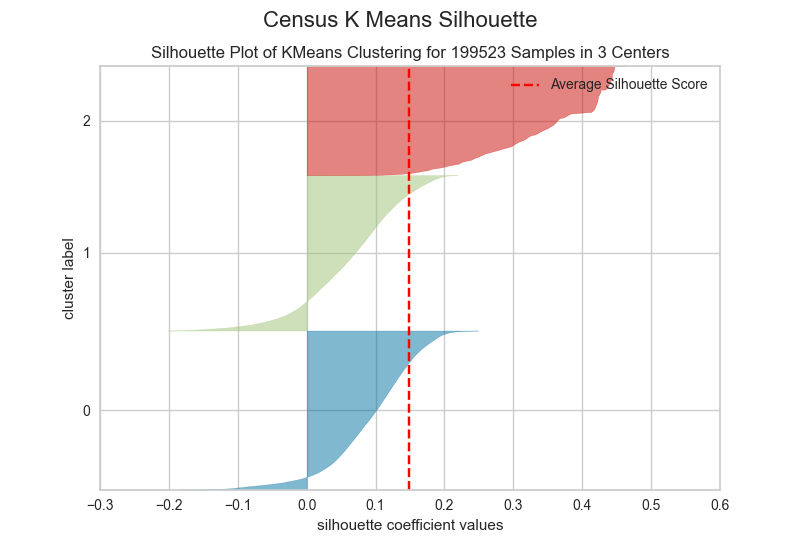 Census K Means Silhouette
Silhouette Plot of KMeans Clustering for 199523 Samples in 3 Centers
Average Silhouette Score
2
1
0
cluster label
−0.3 −0.2 −0.1 0.0 0.1 0.2 0.3 0.4 0.5 0.6
silhouette coefficient values